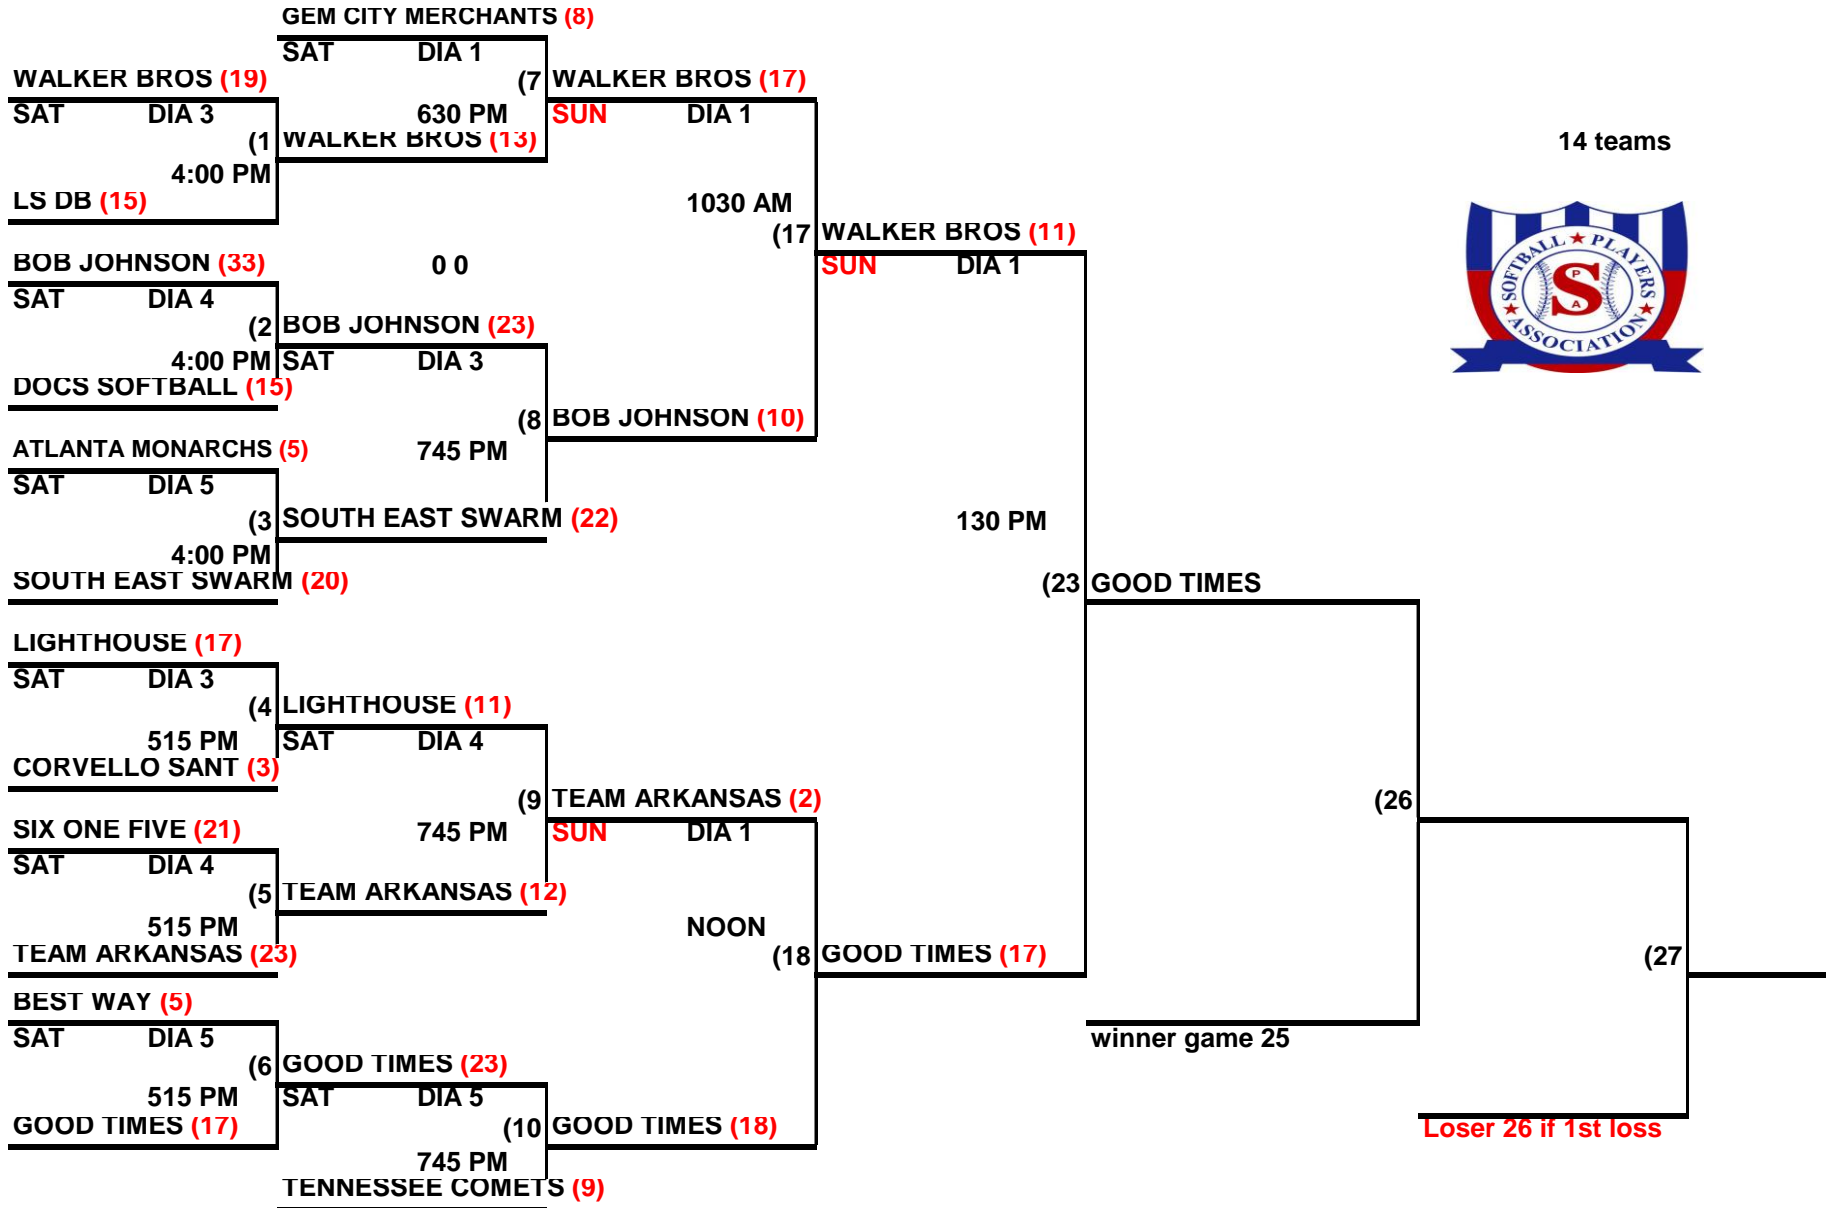 GEM CITY MERCHANTS (8)
SAT DIA 1
WALKER BROS (19)
(7 WALKER BROS (17)
SAT DIA 3
630 PM
SUN DIA 1
(1 WALKER BROS (13)
14 teams
4:00 PM
LS DB (15)
1030 AM
(17 WALKER BROS (11)
SOFTBALL ★ PLAYERS ★ ASSOCIATION ★
S
P
A
BOB JOHNSON (33)
0 0
SUN DIA 1
SAT DIA 4
(2 BOB JOHNSON (23)
4:00 PM
SAT DIA 3
DOCS SOFTBALL (15)
(8 BOB JOHNSON (10)
ATLANTA MONARCHS (5)
745 PM
SAT DIA 5
(3 SOUTH EAST SWARM (22)
130 PM
4:00 PM
SOUTH EAST SWARM (20)
(23 GOOD TIMES
LIGHTHOUSE (17)
SAT DIA 3
(4 LIGHTHOUSE (11)
515 PM
SAT DIA 4
CORVELLO SANT (3)
(9 TEAM ARKANSAS (2)
(26
SIX ONE FIVE (21)
745 PM
SUN DIA 1
SAT DIA 4
(5 TEAM ARKANSAS (12)
515 PM
NOON
TEAM ARKANSAS (23)
(18 GOOD TIMES (17)
(27
BEST WAY (5)
SAT DIA 5
winner game 25
(6 GOOD TIMES (23)
515 PM
SAT DIA 5
GOOD TIMES (17)
(10 GOOD TIMES (18)
Loser 26 if 1st loss
745 PM
TENNESSEE COMETS (9)